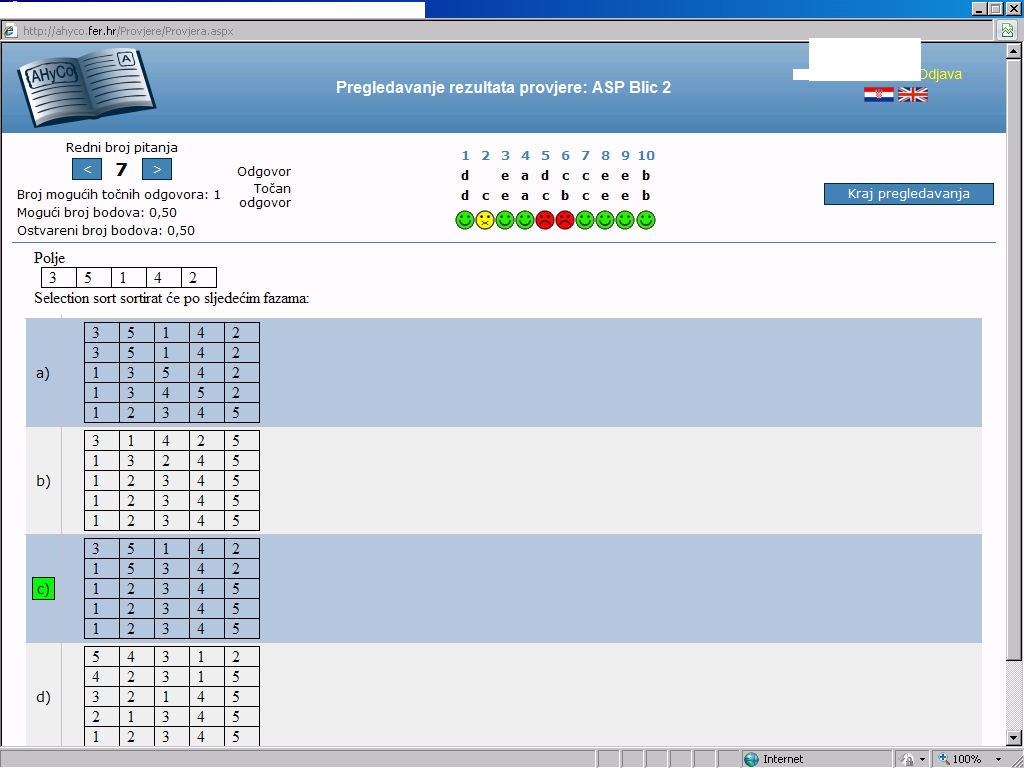 http://ahyco.fer.hr/Provjere/Provjera.aspx
AHyCo
A
Pregledavanje rezultata provjere: ASP Blic 2
Odjava
Redni broj pitanja
< 7 >
Broj mogućih točnih odgovora: 1
Mogući broj bodova: 0,50
Ostvareni broj bodova: 0,50
1 2 3 4 5 6 7 8 9 10
Odgovor d e a d c c e e b
Točan odgovor d c e a c b c e e b
Kraj pregledavanja
Polje
3 5 1 4 2
Selection sort sortirat će po sljedećim fazama:
a)
3 5 1 4 2
3 5 1 4 2
1 3 5 4 2
1 3 4 5 2
1 2 3 4 5
b)
3 1 4 2 5
1 3 2 4 5
1 2 3 4 5
1 2 3 4 5
1 2 3 4 5
c)
3 5 1 4 2
1 5 3 4 2
1 2 3 4 5
1 2 3 4 5
1 2 3 4 5
d)
5 4 3 1 2
4 2 3 1 5
3 2 1 4 5
2 1 3 4 5
1 2 3 4 5
Internet
100%